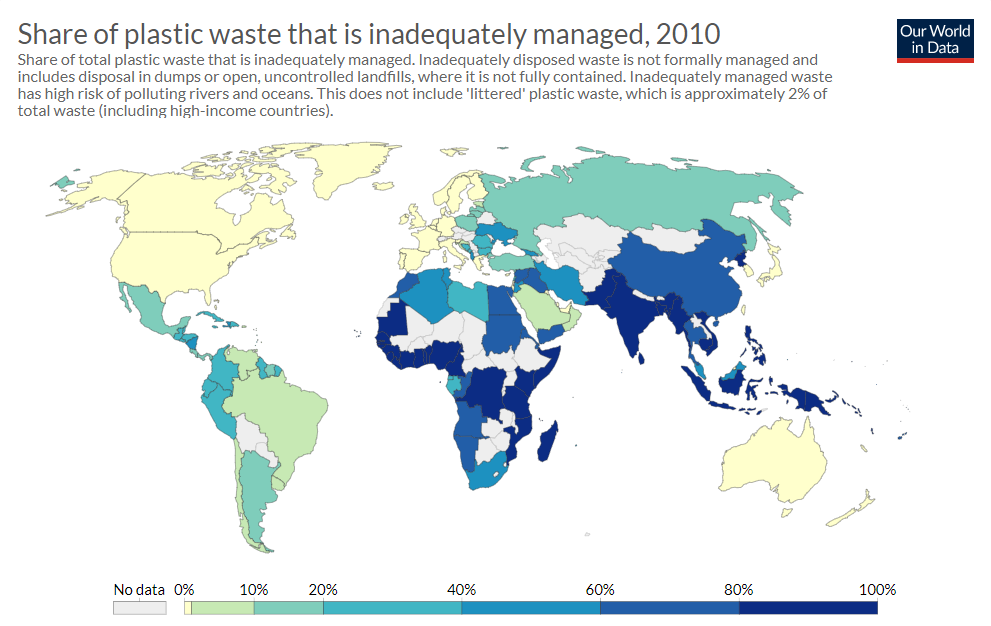 Share of plastic waste that is inadequately managed, 2010
Our World
in Data
Share of total plastic waste that is inadequately managed. Inadequately disposed waste is not formally managed and
includes disposal in dumps or open, uncontrolled landfills, where it is not fully contained. Inadequately managed waste
has high risk of polluting rivers and oceans. This does not include 'littered' plastic waste, which is approximately 2% of
total waste (including high-income countries).
No data 0% 10% 20% 40% 60% 80% 100%